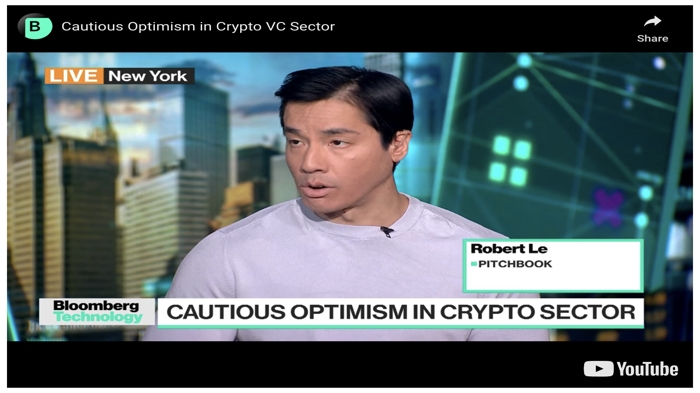 B
Cautious Optimism in Crypto VC Sector
Share
LIVE New York
Robert Le
PITCHBOOK
Bloomberg
Technology
CAUTIOUS OPTIMISM IN CRYPTO SECTOR
YouTube